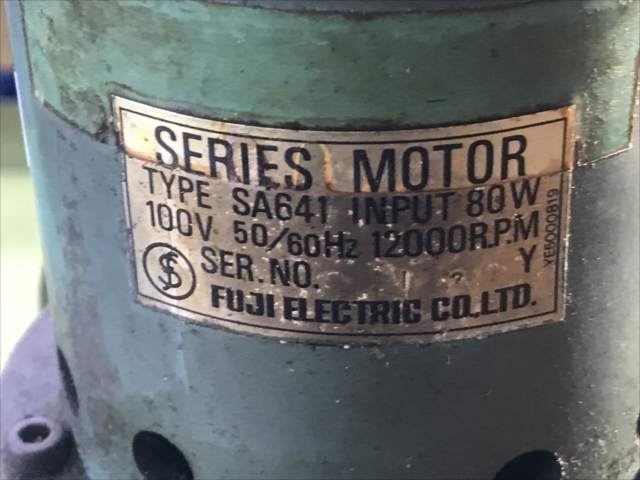 SERIES MOTOR
TYPE SA641 INPUT 80W
100V 50/60Hz 12000R.P.M
SER.NO. Y
FUJI ELECTRIC CO.,LTD.
YE5000819